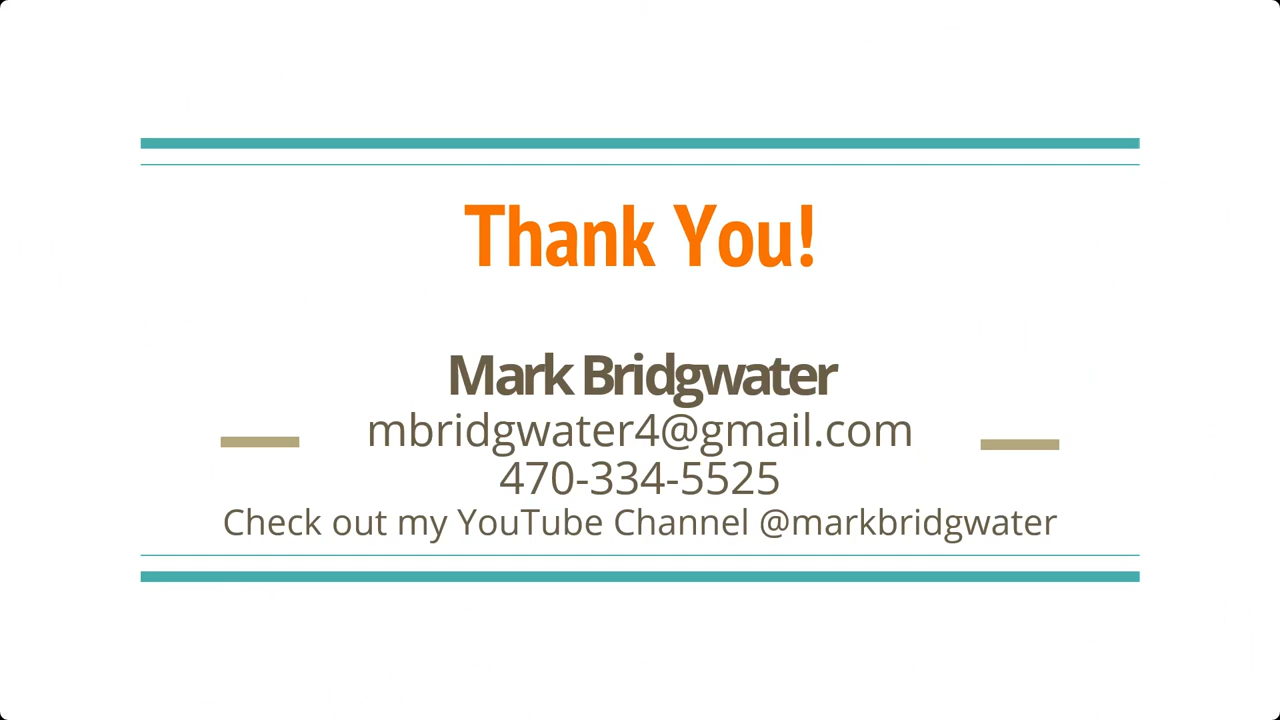 Thank You!
Mark Bridgwater
mbridgwater4@gmail.com
470-334-5525
Check out my YouTube Channel @markbridgwater